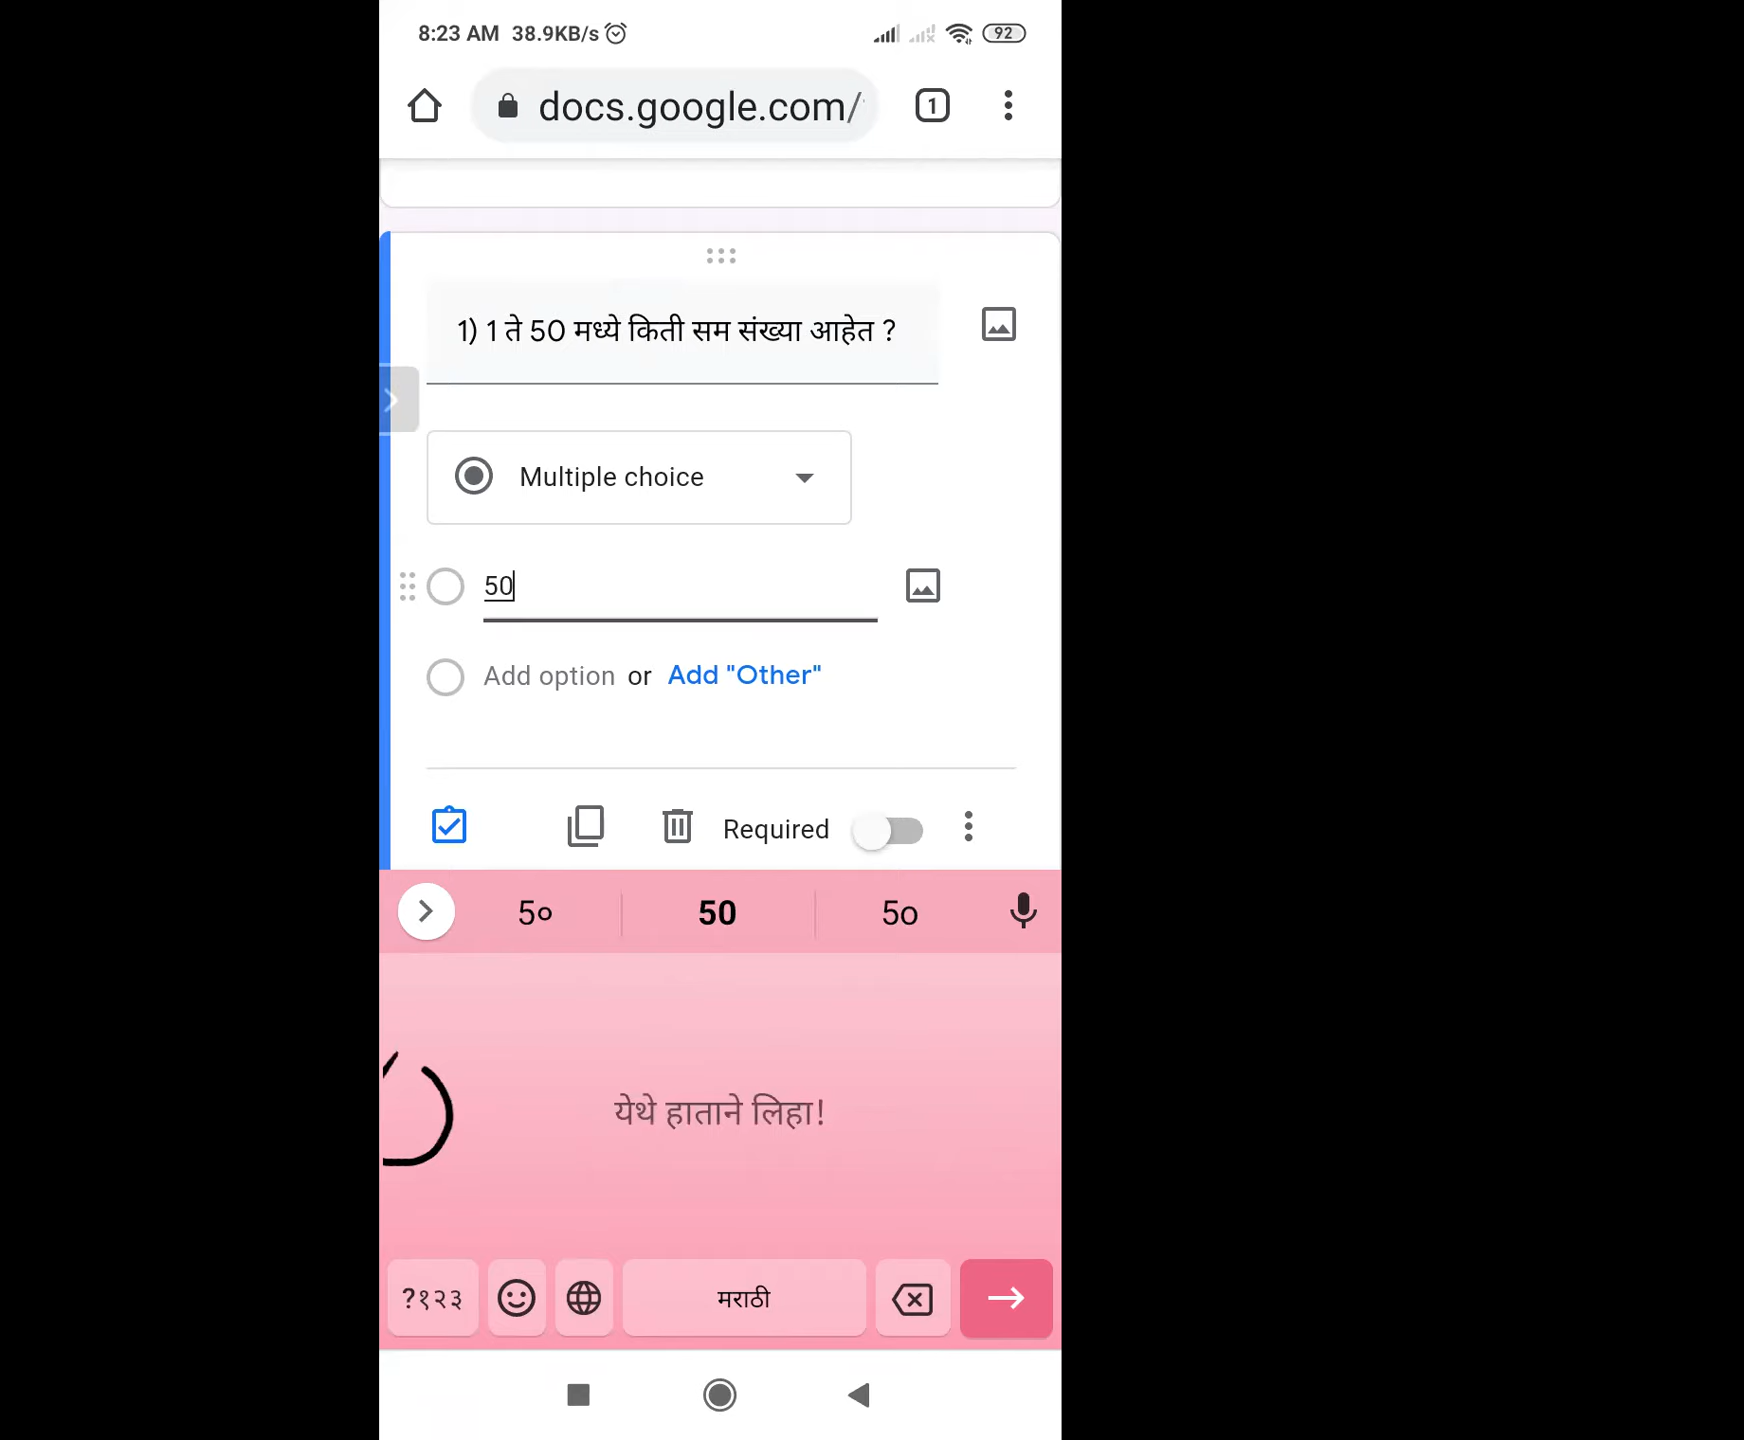 8:23 AM 38.9KB/s 92
docs.google.com/ 1
1) 1 ते 50 मध्ये किती सम संख्या आहेत ?
Multiple choice
50
Add option or Add "Other"
Required
5० 50 5o
येथे हाताने लिहा!
?१२३ मराठी